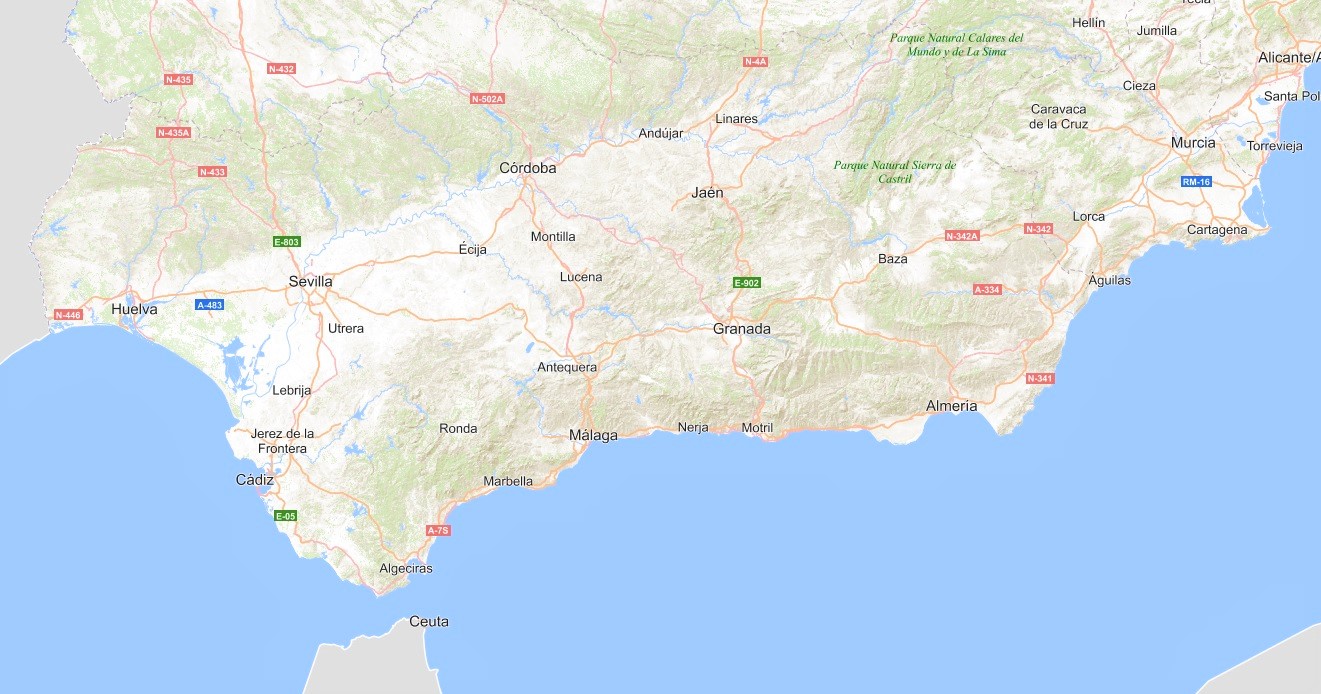 Yecla
Hellín
Jumilla
Parque Natural Calares del
Mundo y de La Sima
Alicante/A
N-4A
N-432
N-435
Cieza
Santa Pol
N-502A
Caravaca
de la Cruz
Linares
Andújar
N-435A
Murcia
Torrevieja
Parque Natural Sierra de
Castril
Córdoba
N-433
RM-16
Jaén
Lorca
N-342
Cartagena
N-342A
Montilla
E-803
Écija
Baza
Lucena
Águilas
Sevilla
E-902
A-334
A-483
Huelva
N-446
Utrera
Granada
Antequera
N-341
Lebrija
Almería
Ronda
Nerja
Motril
Jerez de la
Frontera
Málaga
Cádiz
Marbella
E-05
A-7S
Algeciras
Ceuta